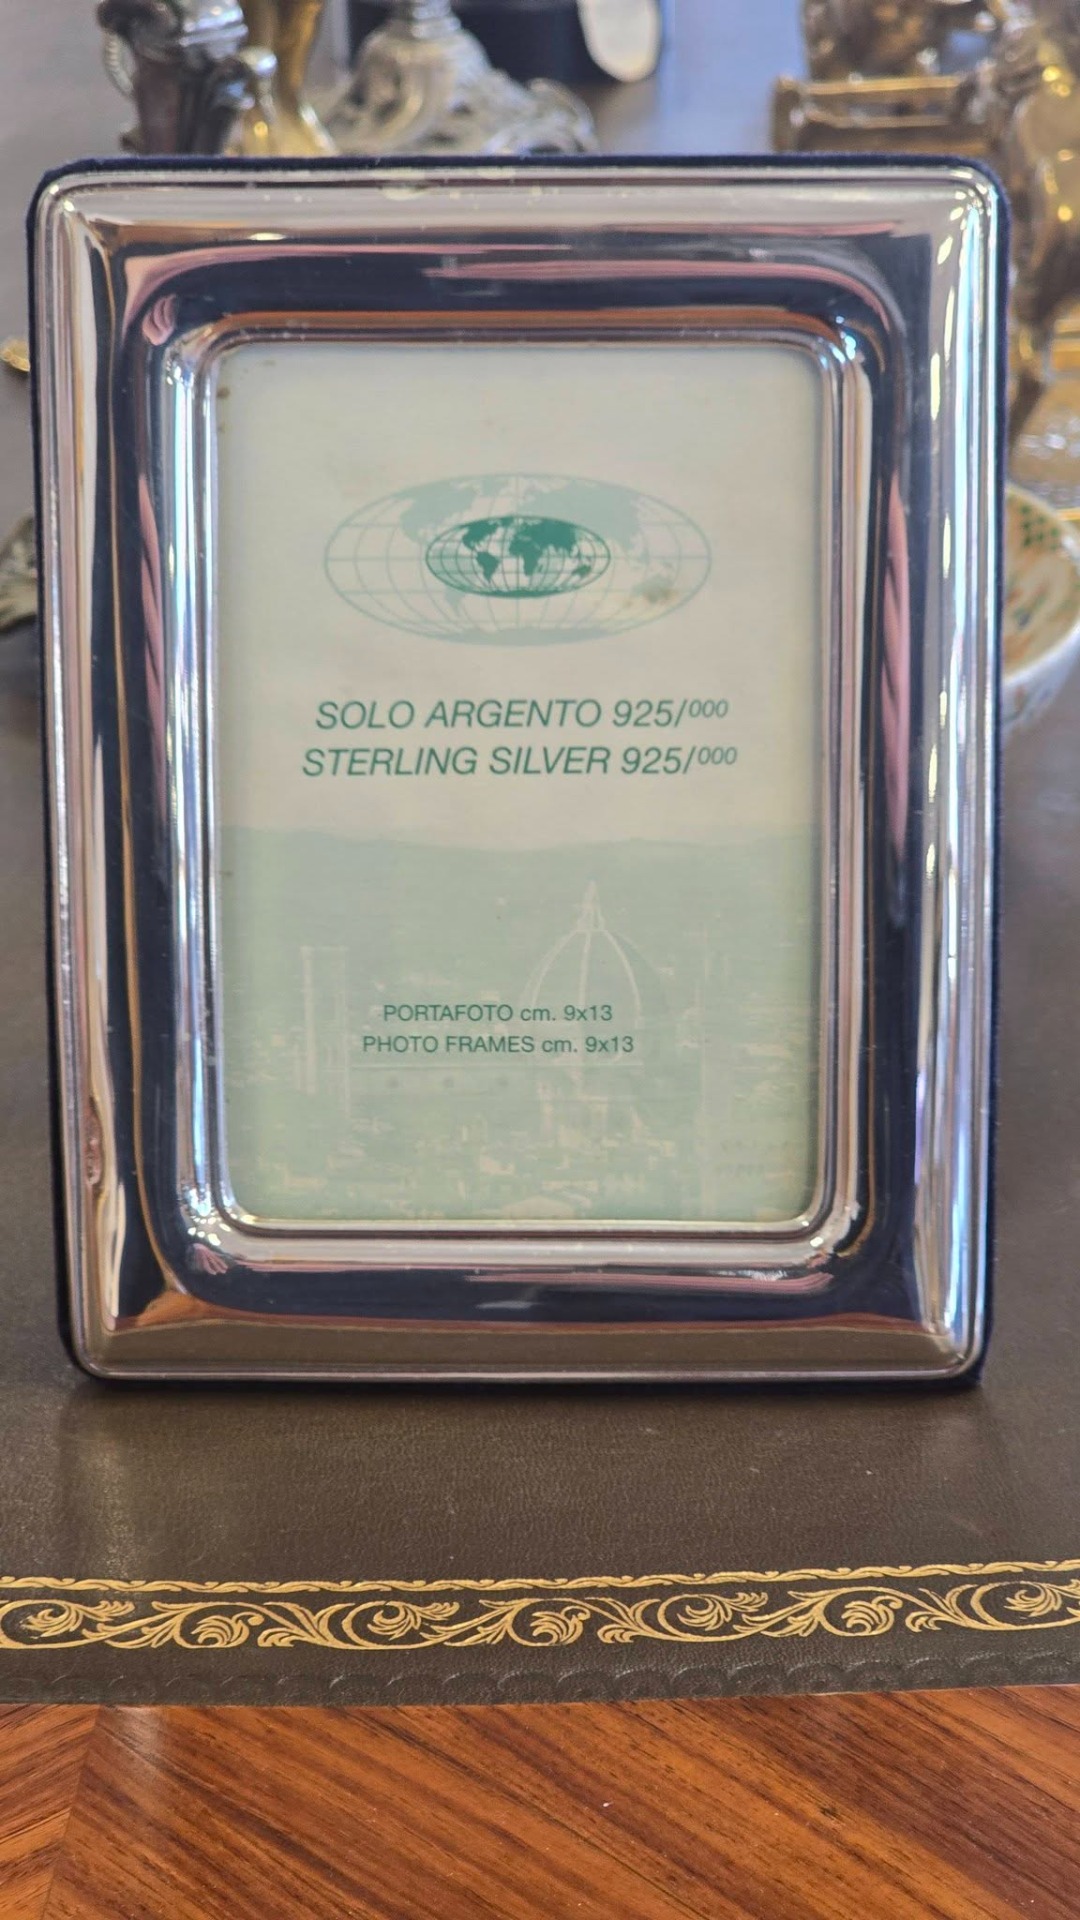 SOLO ARGENTO 925/000
STERLING SILVER 925/000
PORTAFOTO cm. 9x13
PHOTO FRAMES cm. 9x13